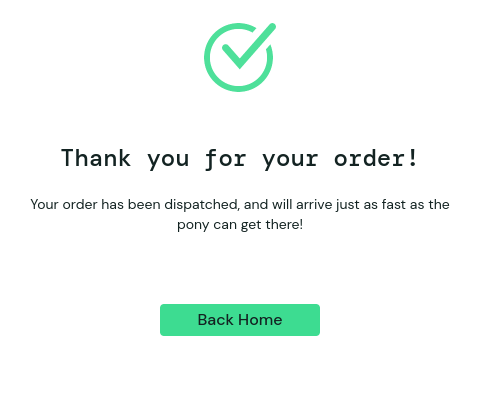 Thank you for your order!
Your order has been dispatched, and will arrive just as fast as the
pony can get there!
Back Home